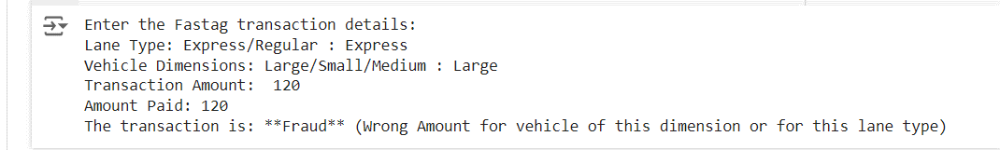 Enter the Fastag transaction details:
Lane Type: Express/Regular : Express
Vehicle Dimensions: Large/Small/Medium : Large
Transaction Amount:  120
Amount Paid: 120
The transaction is: **Fraud** (Wrong Amount for vehicle of this dimension or for this lane type)